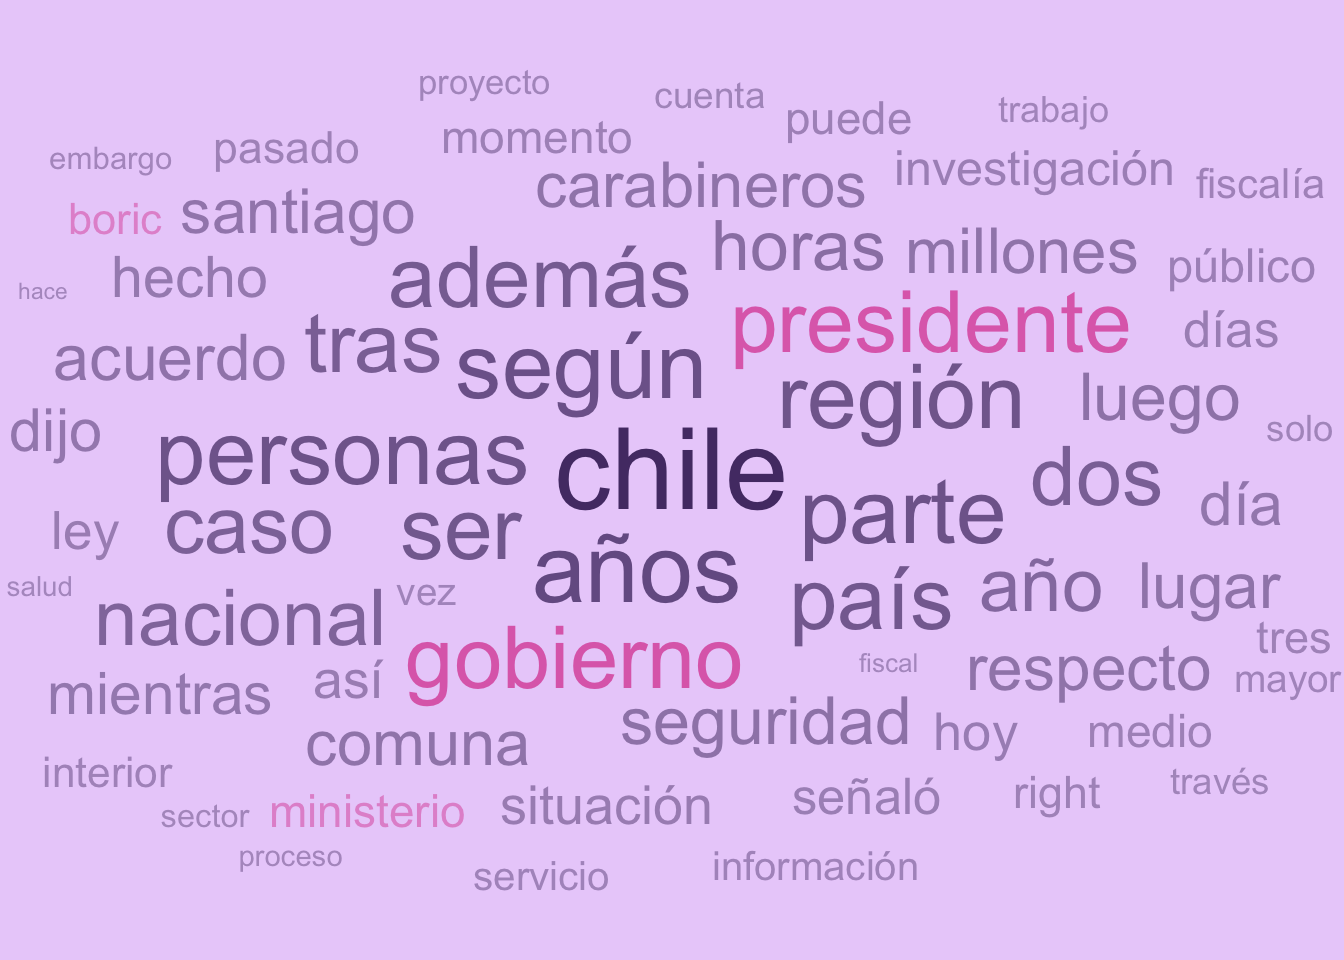 proyecto
cuenta
trabajo
puede
momento
pasado
embargo
investigación
fiscalía
carabineros
santiago
boric
horas
millones
público
además
hecho
hace
presidente
días
tras
acuerdo
según
región
luego
solo
dijo
personas
chile
dos
día
parte
ley
caso
ser
años
país
año
lugar
salud
vez
nacional
tres
gobierno
fiscal
respecto
mayor
así
mientras
seguridad
hoy
medio
comuna
interior
través
right
señaló
situación
ministerio
sector
proceso
información
servicio